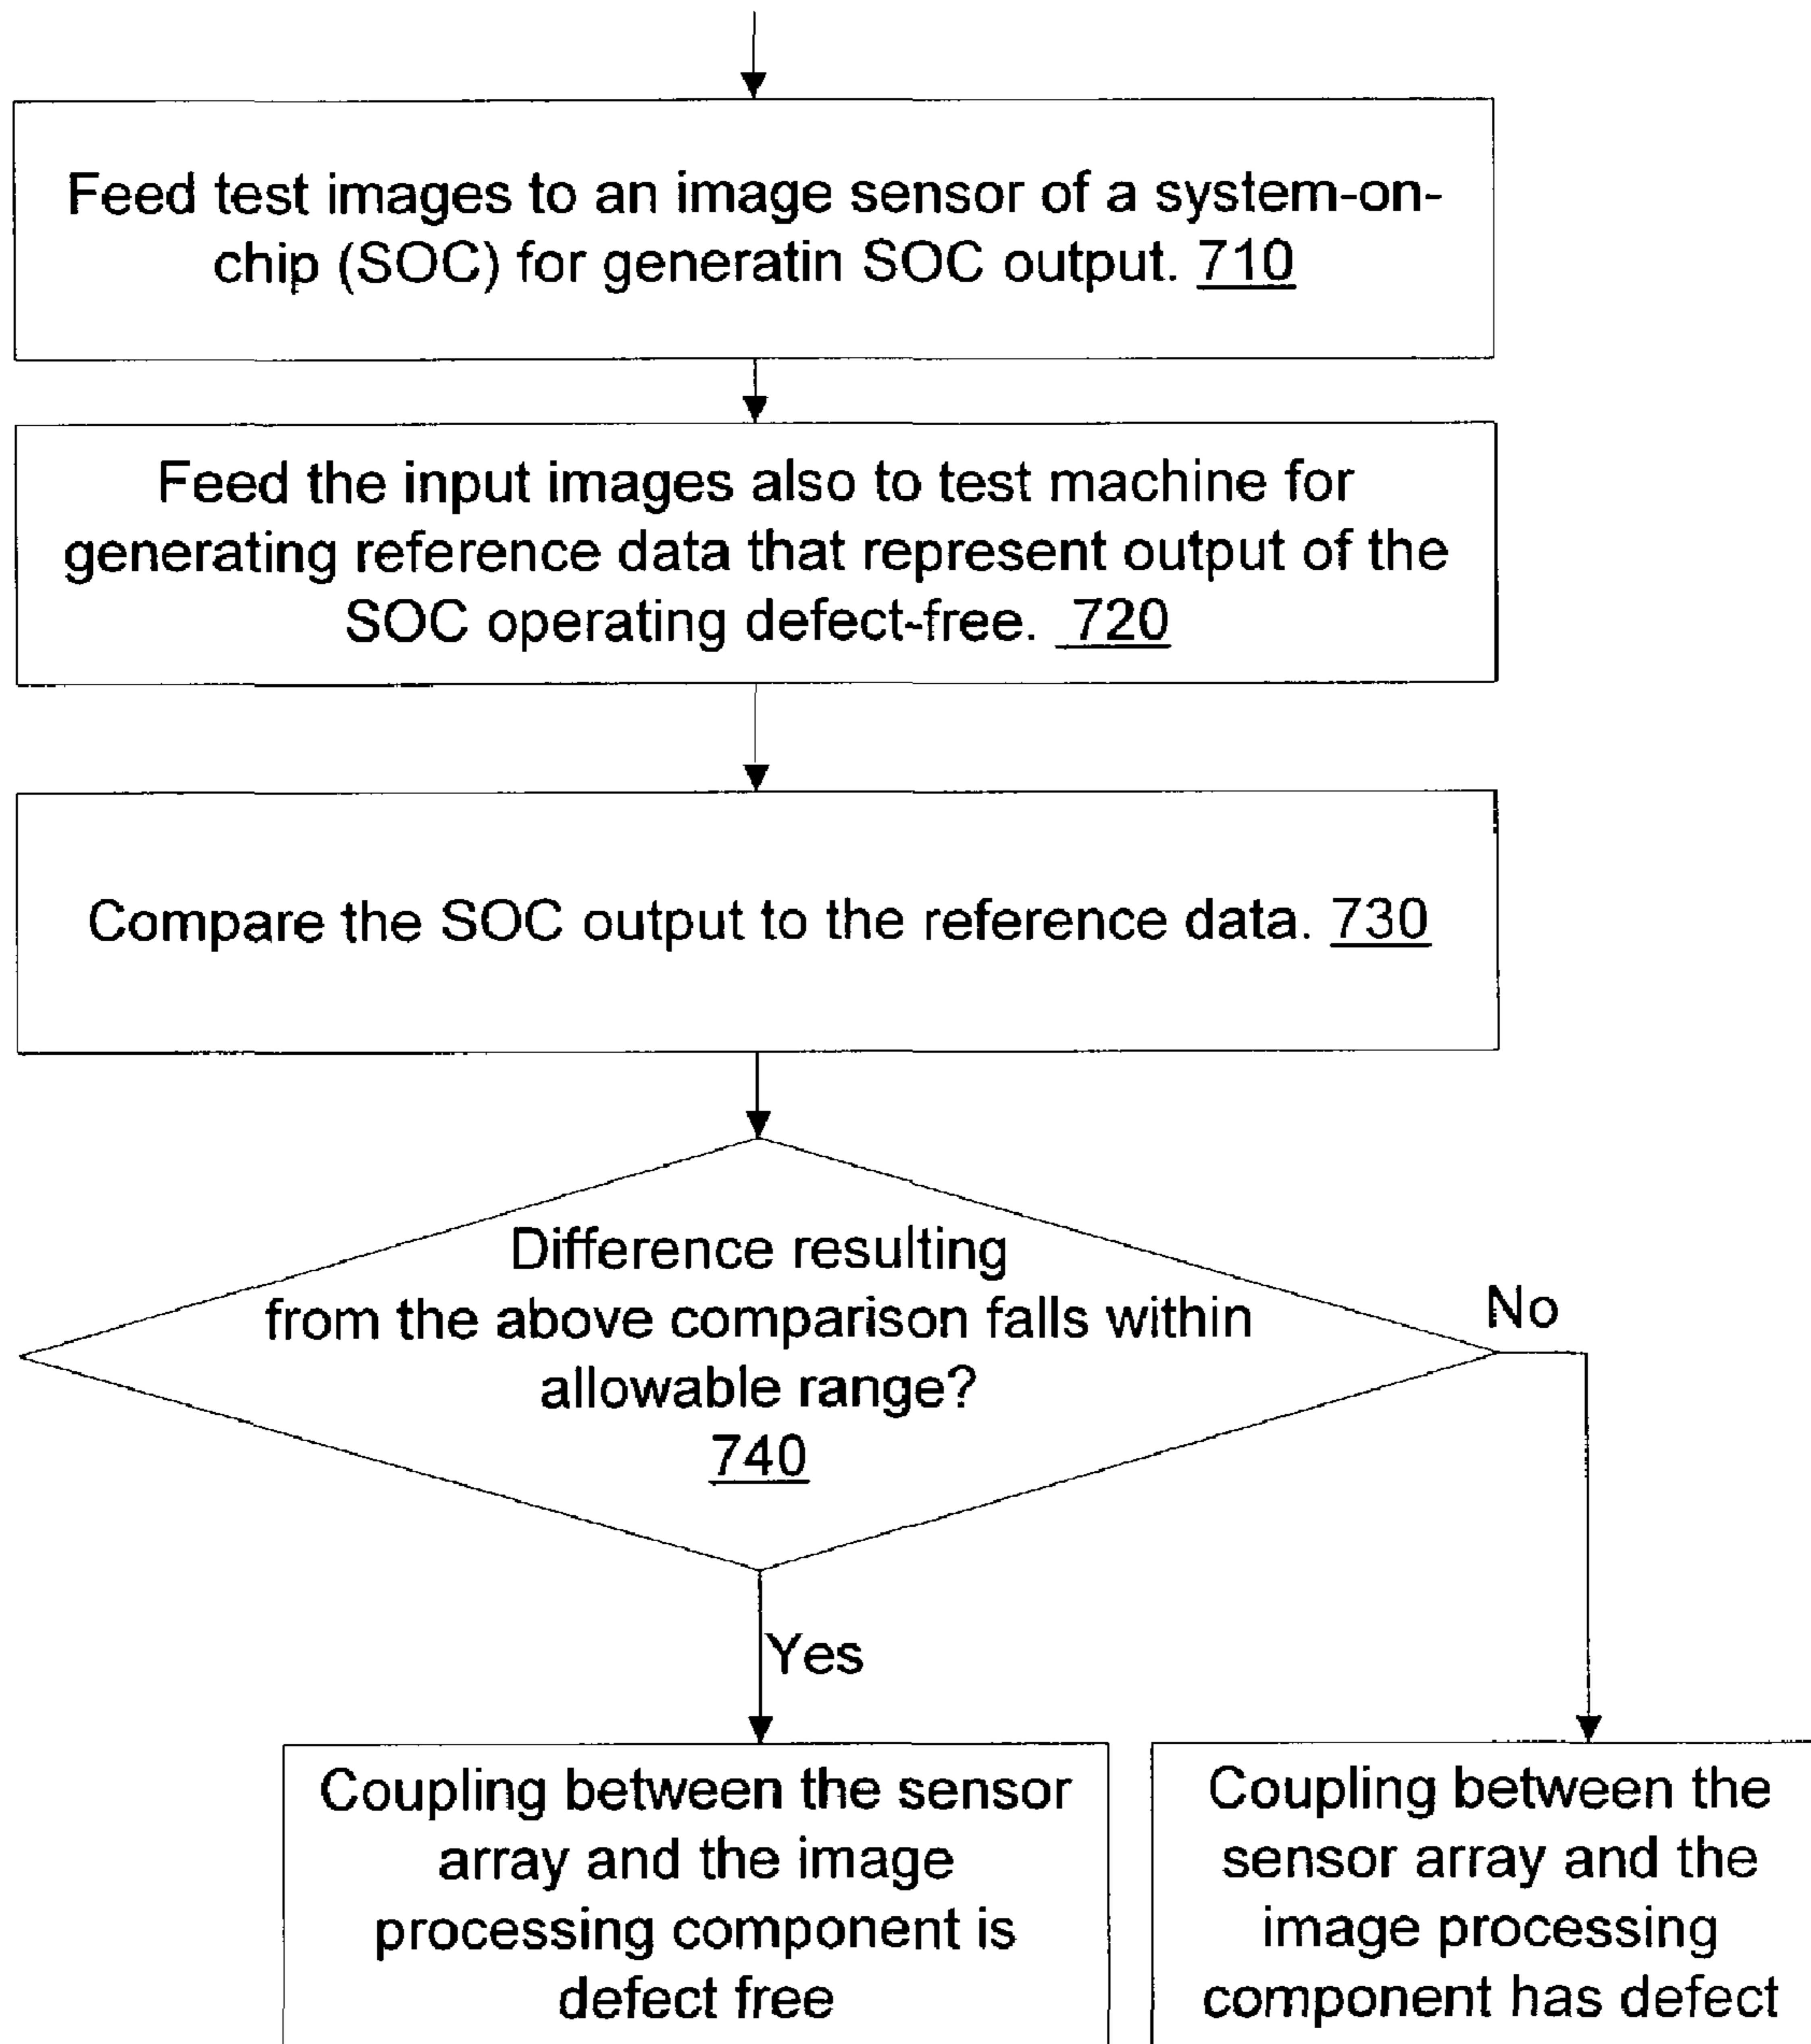 Feed test images to an image sensor of a system-on-
chip (SOC) for generatin SOC output. 710
Feed the input images also to test machine for
generating reference data that represent output of the
SOC operating defect-free. 720
Compare the SOC output to the reference data. 730
Difference resulting
from the above comparison falls within
allowable range?
740
No
Yes
Coupling between the sensor
array and the image
processing component is
defect free
Coupling between the
sensor array and the
image processing
component has defect